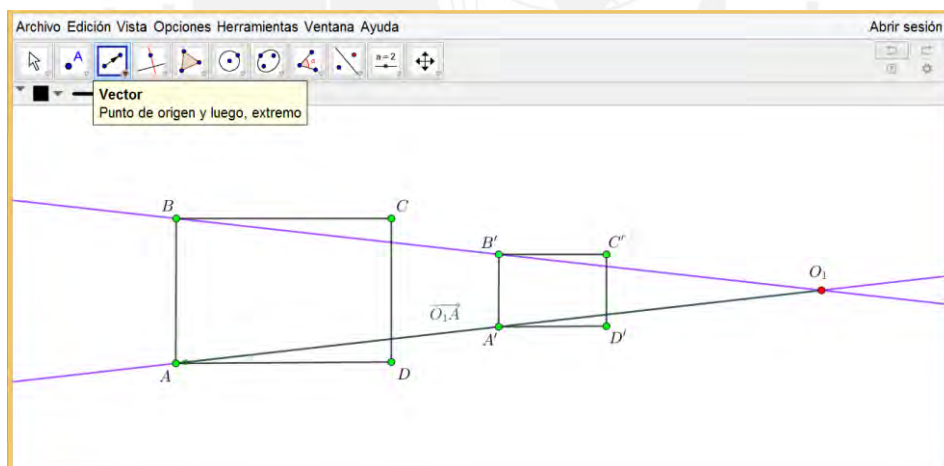 Archivo Edición Vista Opciones Herramientas Ventana Ayuda
Abrir sesión
A
a=2
Vector
Punto de origen y luego, extremo
B
C
B'
C'
O₁
O₁A
A'
D'
A
D